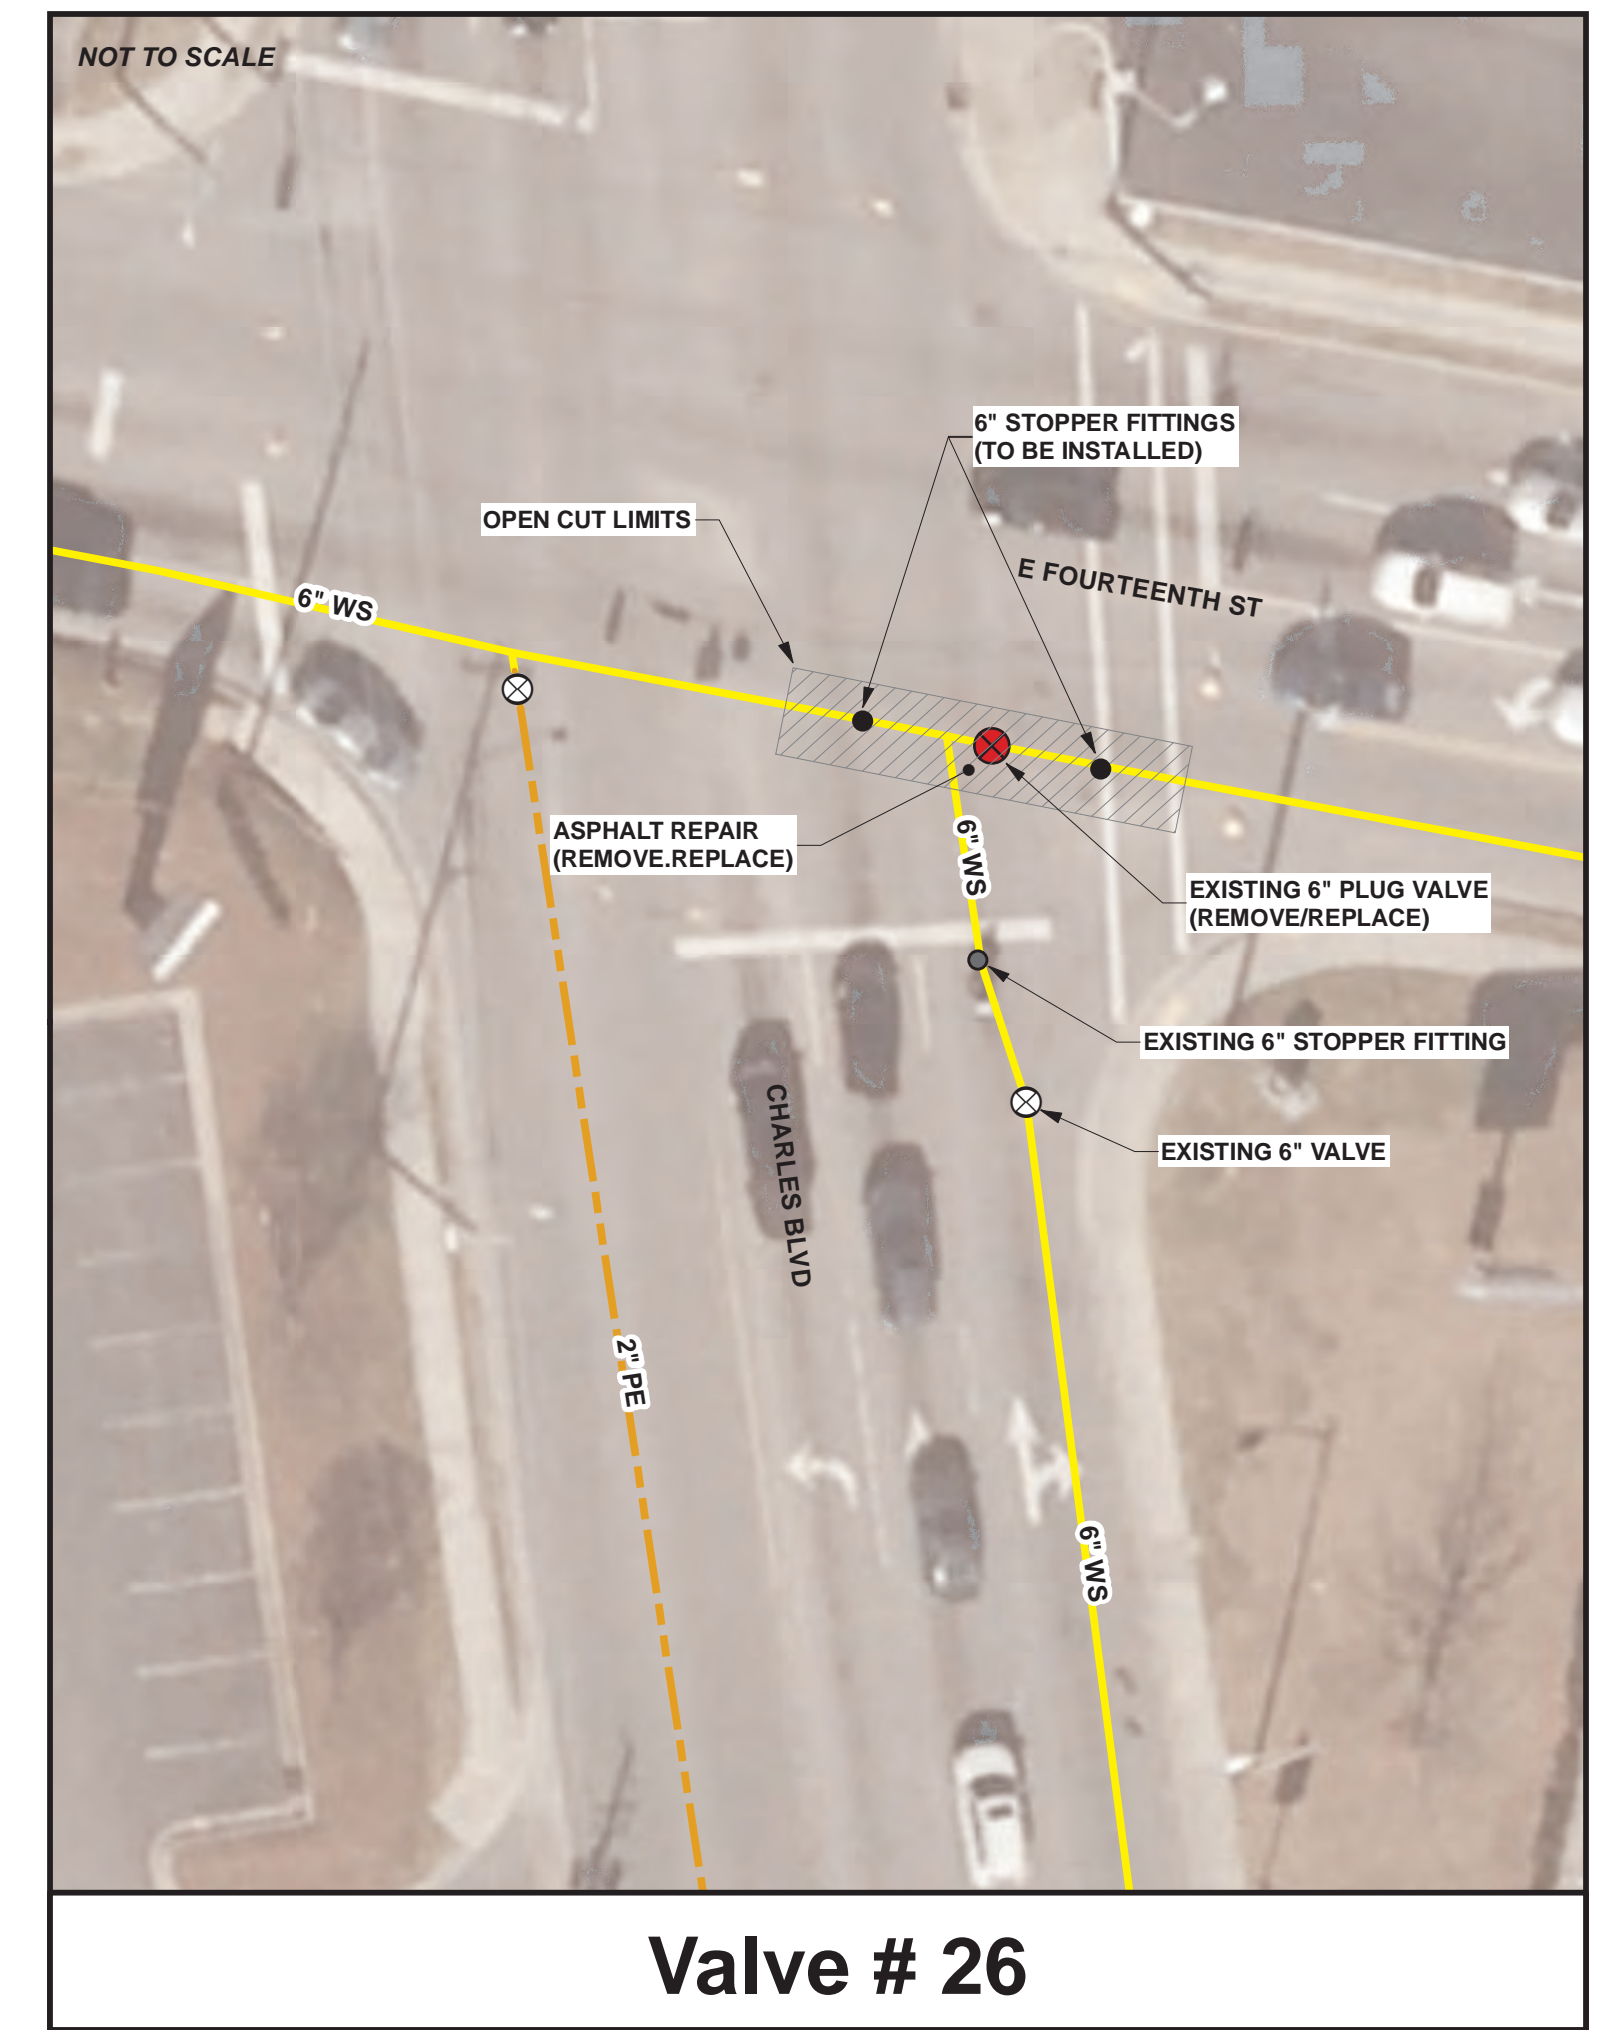 NOT TO SCALE
6" STOPPER FITTINGS
(TO BE INSTALLED)
OPEN CUT LIMITS
E FOURTEENTH ST
6" WS
ASPHALT REPAIR
(REMOVE.REPLACE)
6" WS
EXISTING 6" PLUG VALVE
(REMOVE/REPLACE)
EXISTING 6" STOPPER FITTING
CHARLES BLVD
EXISTING 6" VALVE
2" PE
6" WS
Valve # 26